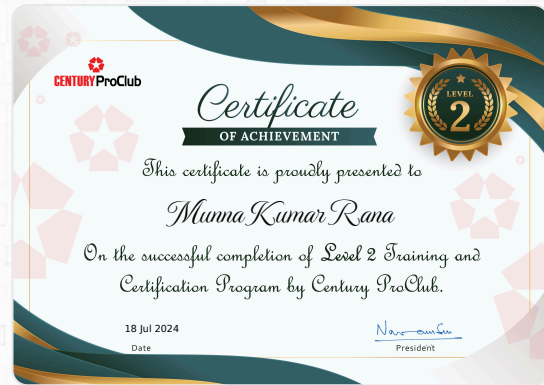 CENTURY ProClub
LEVEL
2
Certificate
OF ACHIEVEMENT
This certificate is proudly presented to
Munna Kumar Rana
On the successful completion of Level 2 Training and
Certification Program by Century ProClub.
18 Jul 2024
Date
President